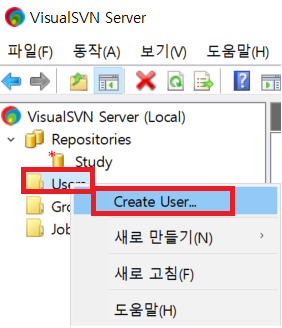 VisualSVN Server
파일(F) 동작(A) 보기(V) 도움말(H)
VisualSVN Server (Local)
Repositories
Study
Users
Create User...
Gro
새로 만들기(N)
Job
새로 고침(F)
도움말(H)